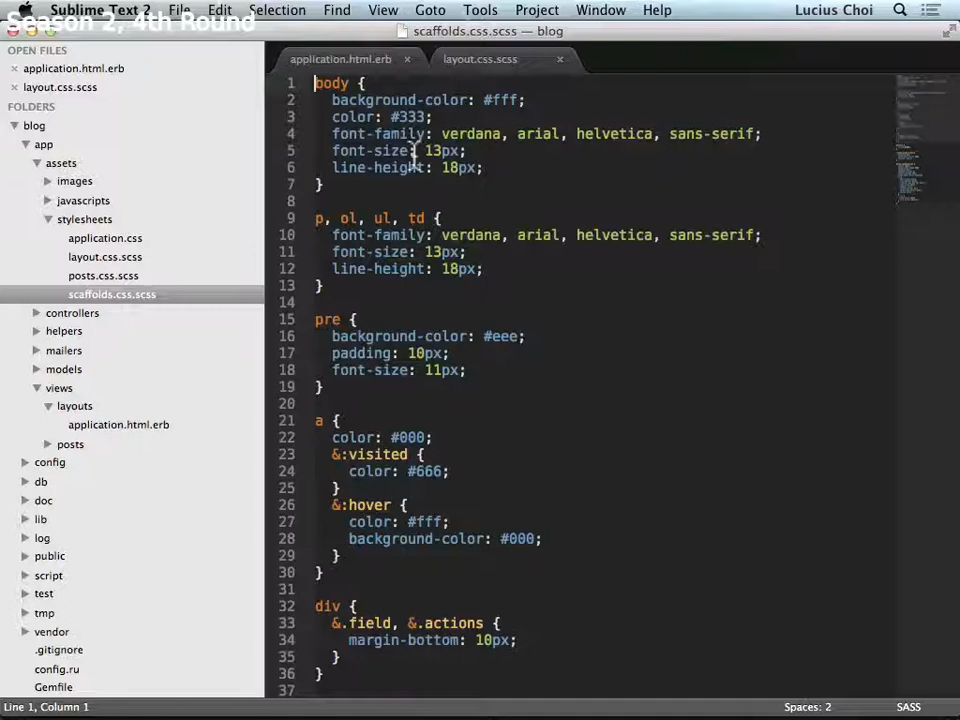 Sublime Text 2 File Edit Selection Find View Goto Tools Project Window Help Lucius Choi
Season 2, 4th Round
scaffolds.css.scss — blog
OPEN FILES
× application.html.erb
× layout.css.scss
FOLDERS
blog
app
assets
images
javascripts
stylesheets
application.css
layout.css.scss
posts.css.scss
scaffolds.css.scss
controllers
helpers
mailers
models
views
layouts
application.html.erb
posts
config
db
doc
lib
log
public
script
test
tmp
vendor
.gitignore
config.ru
Gemfile
application.html.erb × layout.css.scss ×
1 body {
2 background-color: #fff;
3 color: #333;
4 font-family: verdana, arial, helvetica, sans-serif;
5 font-size: 13px;
6 line-height: 18px;
7 }
8
9 p, ol, ul, td {
10 font-family: verdana, arial, helvetica, sans-serif;
11 font-size: 13px;
12 line-height: 18px;
13 }
14
15 pre {
16 background-color: #eee;
17 padding: 10px;
18 font-size: 11px;
19 }
20
21 a {
22 color: #000;
23 &:visited {
24 color: #666;
25 }
26 &:hover {
27 color: #fff;
28 background-color: #000;
29 }
30 }
31
32 div {
33 &.field, &.actions {
34 margin-bottom: 10px;
35 }
36 }
37
Line 1, Column 1 Spaces: 2 SASS